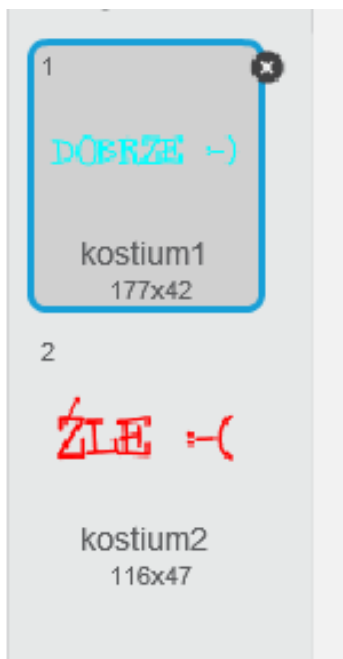 1
DOBRZE :-)
kostium1
177x42
2
ŹLE :-(
kostium2
116x47